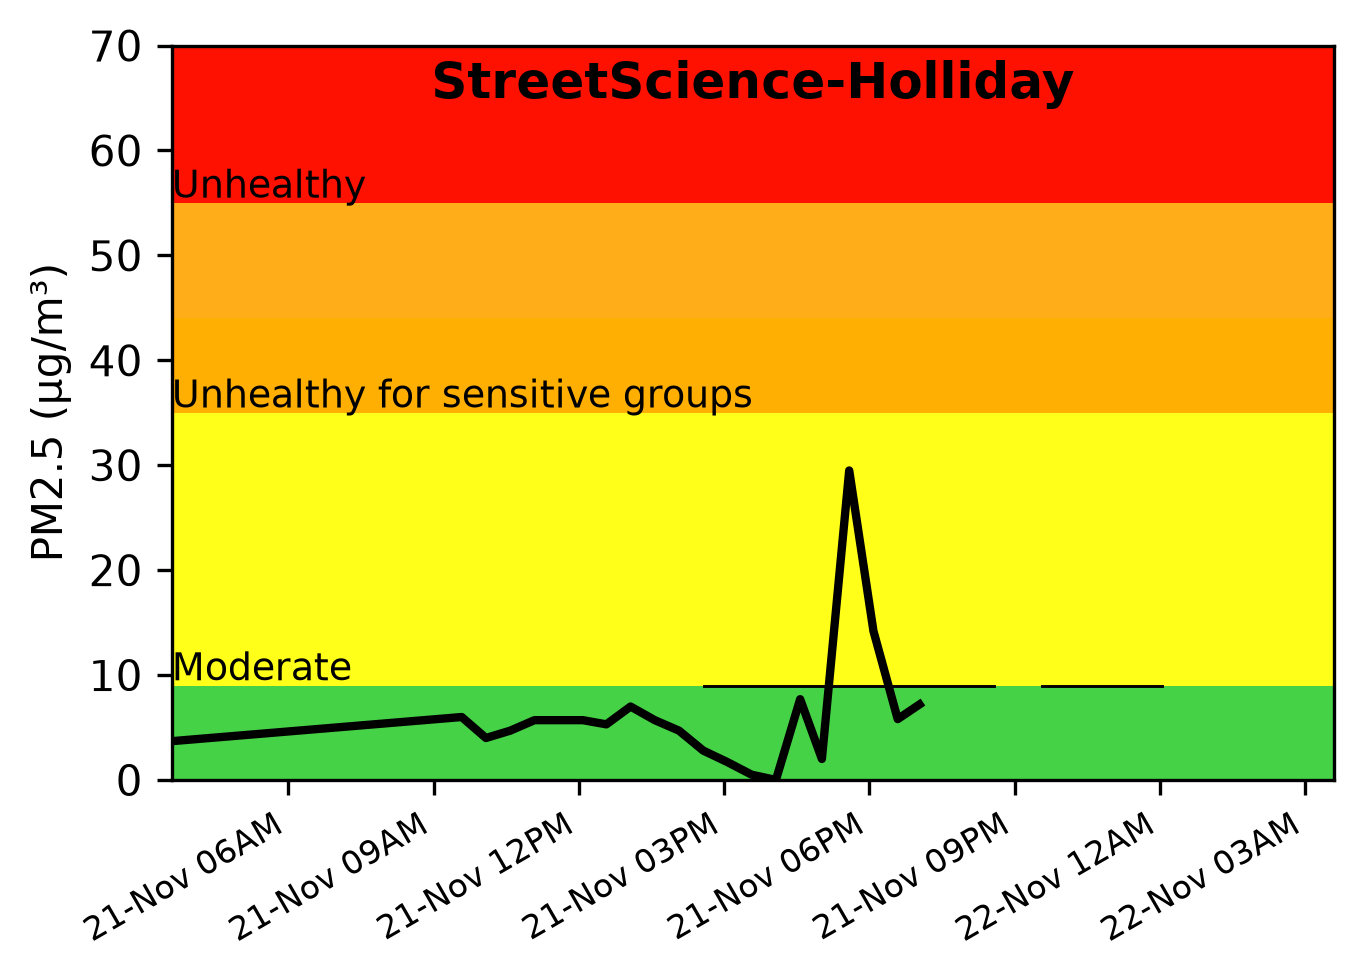 StreetScience-Holliday
PM2.5 (µg/m³)
70
60
50
40
30
20
10
0
Unhealthy
Unhealthy for sensitive groups
Moderate
21-Nov 06AM
21-Nov 09AM
21-Nov 12PM
21-Nov 03PM
21-Nov 06PM
21-Nov 09PM
22-Nov 12AM
22-Nov 03AM